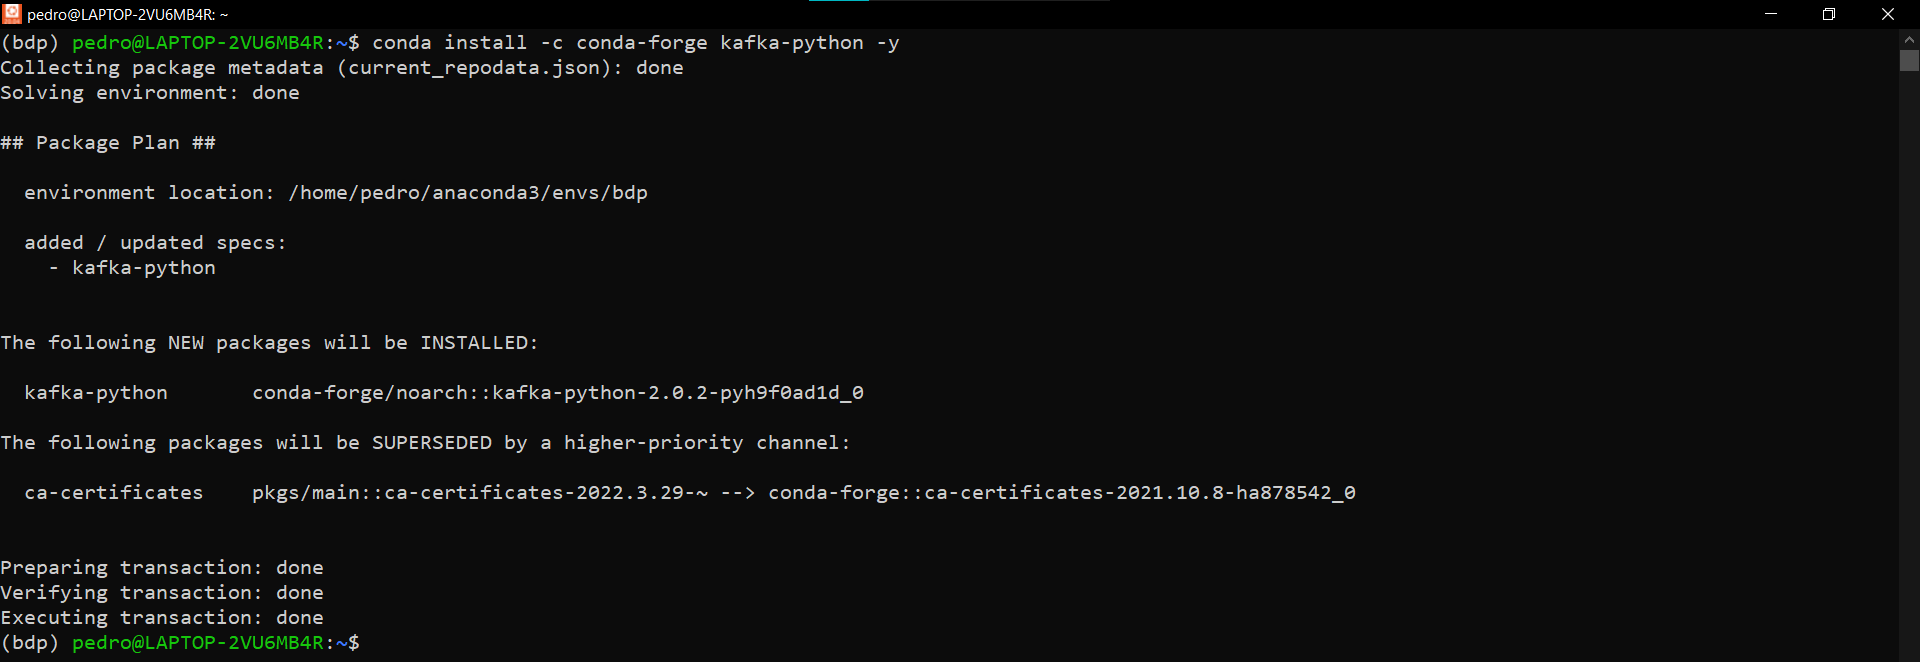 pedro@LAPTOP-2VU6MB4R: ~
(bdp) pedro@LAPTOP-2VU6MB4R:~$ conda install -c conda-forge kafka-python -y
Collecting package metadata (current_repodata.json): done
Solving environment: done
## Package Plan ##
environment location: /home/pedro/anaconda3/envs/bdp
added / updated specs:
- kafka-python
The following NEW packages will be INSTALLED:
kafka-python conda-forge/noarch::kafka-python-2.0.2-pyh9f0ad1d_0
The following packages will be SUPERSEDED by a higher-priority channel:
ca-certificates pkgs/main::ca-certificates-2022.3.29-~ --> conda-forge::ca-certificates-2021.10.8-ha878542_0
Preparing transaction: done
Verifying transaction: done
Executing transaction: done
(bdp) pedro@LAPTOP-2VU6MB4R:~$